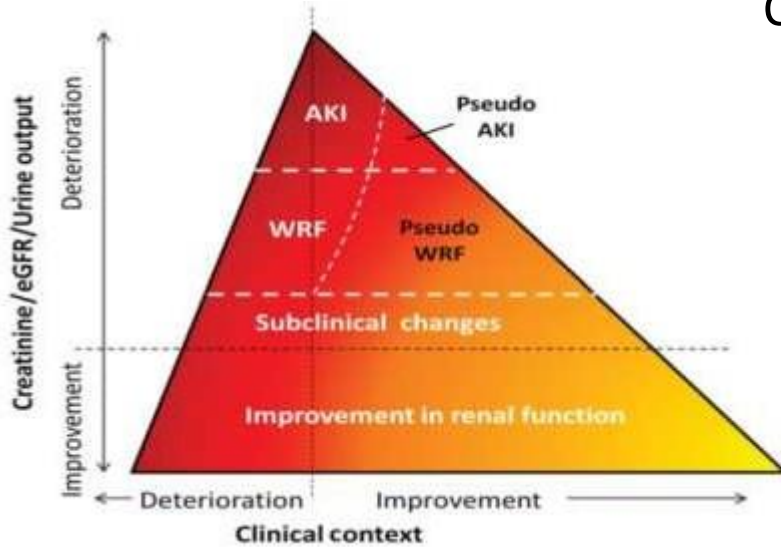 C
Creatinine/eGFR/Urine output
Deterioration
Improvement
AKI
Pseudo
AKI
WRF
Pseudo
WRF
Subclinical changes
Improvement in renal function
Deterioration
Improvement
Clinical context